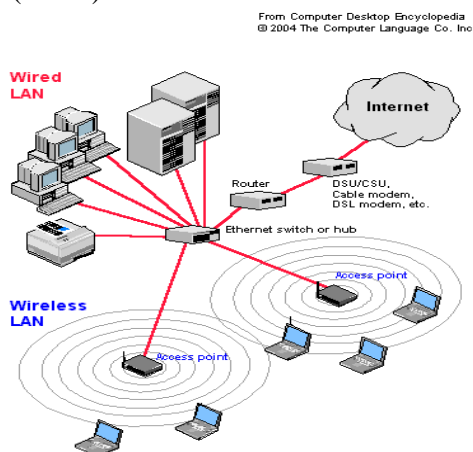 From Computer Desktop Encyclopedia
© 2004 The Computer Language Co. Inc
Wired
LAN
Internet
Router
DSU/CSU,
Cable modem,
DSL modem, etc.
Ethernet switch or hub
Access point
Wireless
LAN
Access point